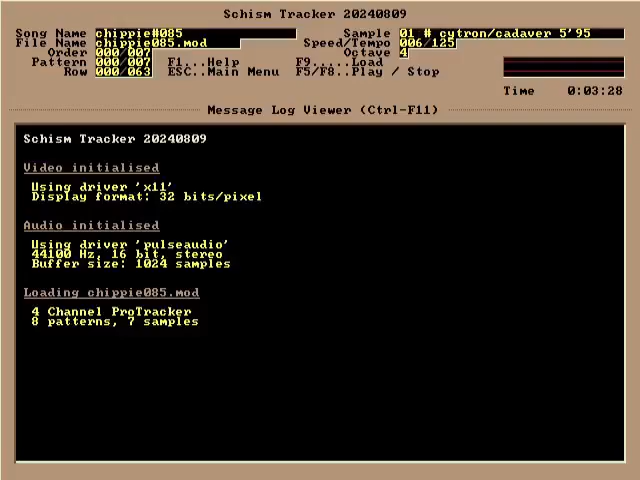 Schism Tracker 20240809
Song Name chippie#085 Sample 01 # cytron/cadaver 5'95
File Name chippie085.mod Speed/Tempo 006/125
Order 000/007 Octave 4
Pattern 000/007 F1...Help F9.....Load
Row 000/063 ESC..Main Menu F5/F8..Play / Stop
Time 0:03:28
Message Log Viewer (Ctrl-F11)
Schism Tracker 20240809
Video initialised
Using driver 'x11'
Display format: 32 bits/pixel
Audio initialised
Using driver 'pulseaudio'
44100 Hz, 16 bit, stereo
Buffer size: 1024 samples
Loading chippie085.mod
4 Channel ProTracker
8 patterns, 7 samples